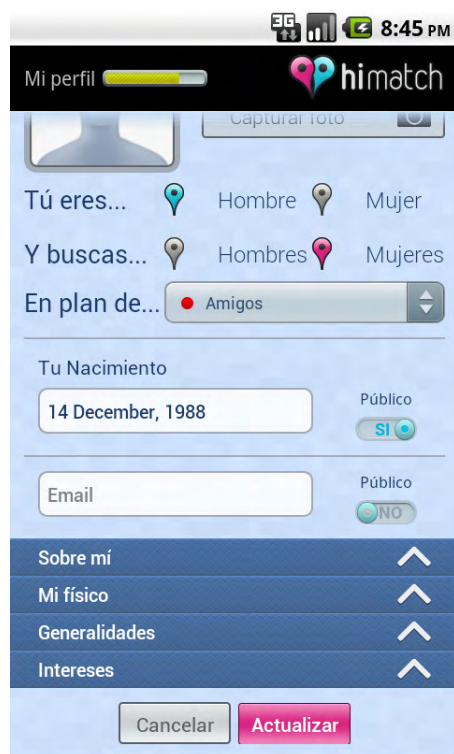 3G 8:45 PM
Mi perfil himatch
Capturar foto
Tú eres... Hombre Mujer
Y buscas... Hombres Mujeres
En plan de... Amigos
Tu Nacimiento
14 December, 1988
Público
SI
Email
Público
NO
Sobre mí
Mi físico
Generalidades
Intereses
Cancelar Actualizar